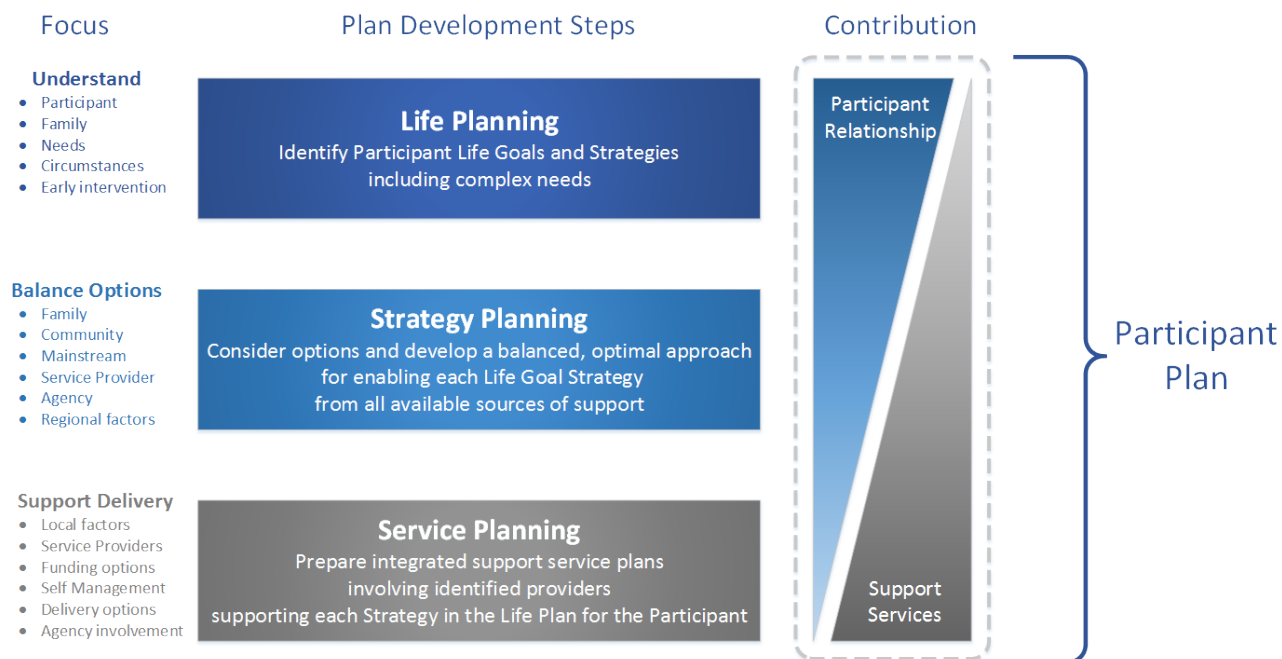 Focus
Plan Development Steps
Contribution
Understand
• Participant
• Family
• Needs
• Circumstances
• Early intervention
Life Planning
Identify Participant Life Goals and Strategies
including complex needs
Participant
Relationship
Balance Options
• Family
• Community
• Mainstream
• Service Provider
• Agency
• Regional factors
Strategy Planning
Consider options and develop a balanced, optimal approach
for enabling each Life Goal Strategy
from all available sources of support
Participant
Plan
Support Delivery
• Local factors
• Service Providers
• Funding options
• Self Management
• Delivery options
• Agency involvement
Service Planning
Prepare integrated support service plans
involving identified providers
supporting each Strategy in the Life Plan for the Participant
Support
Services